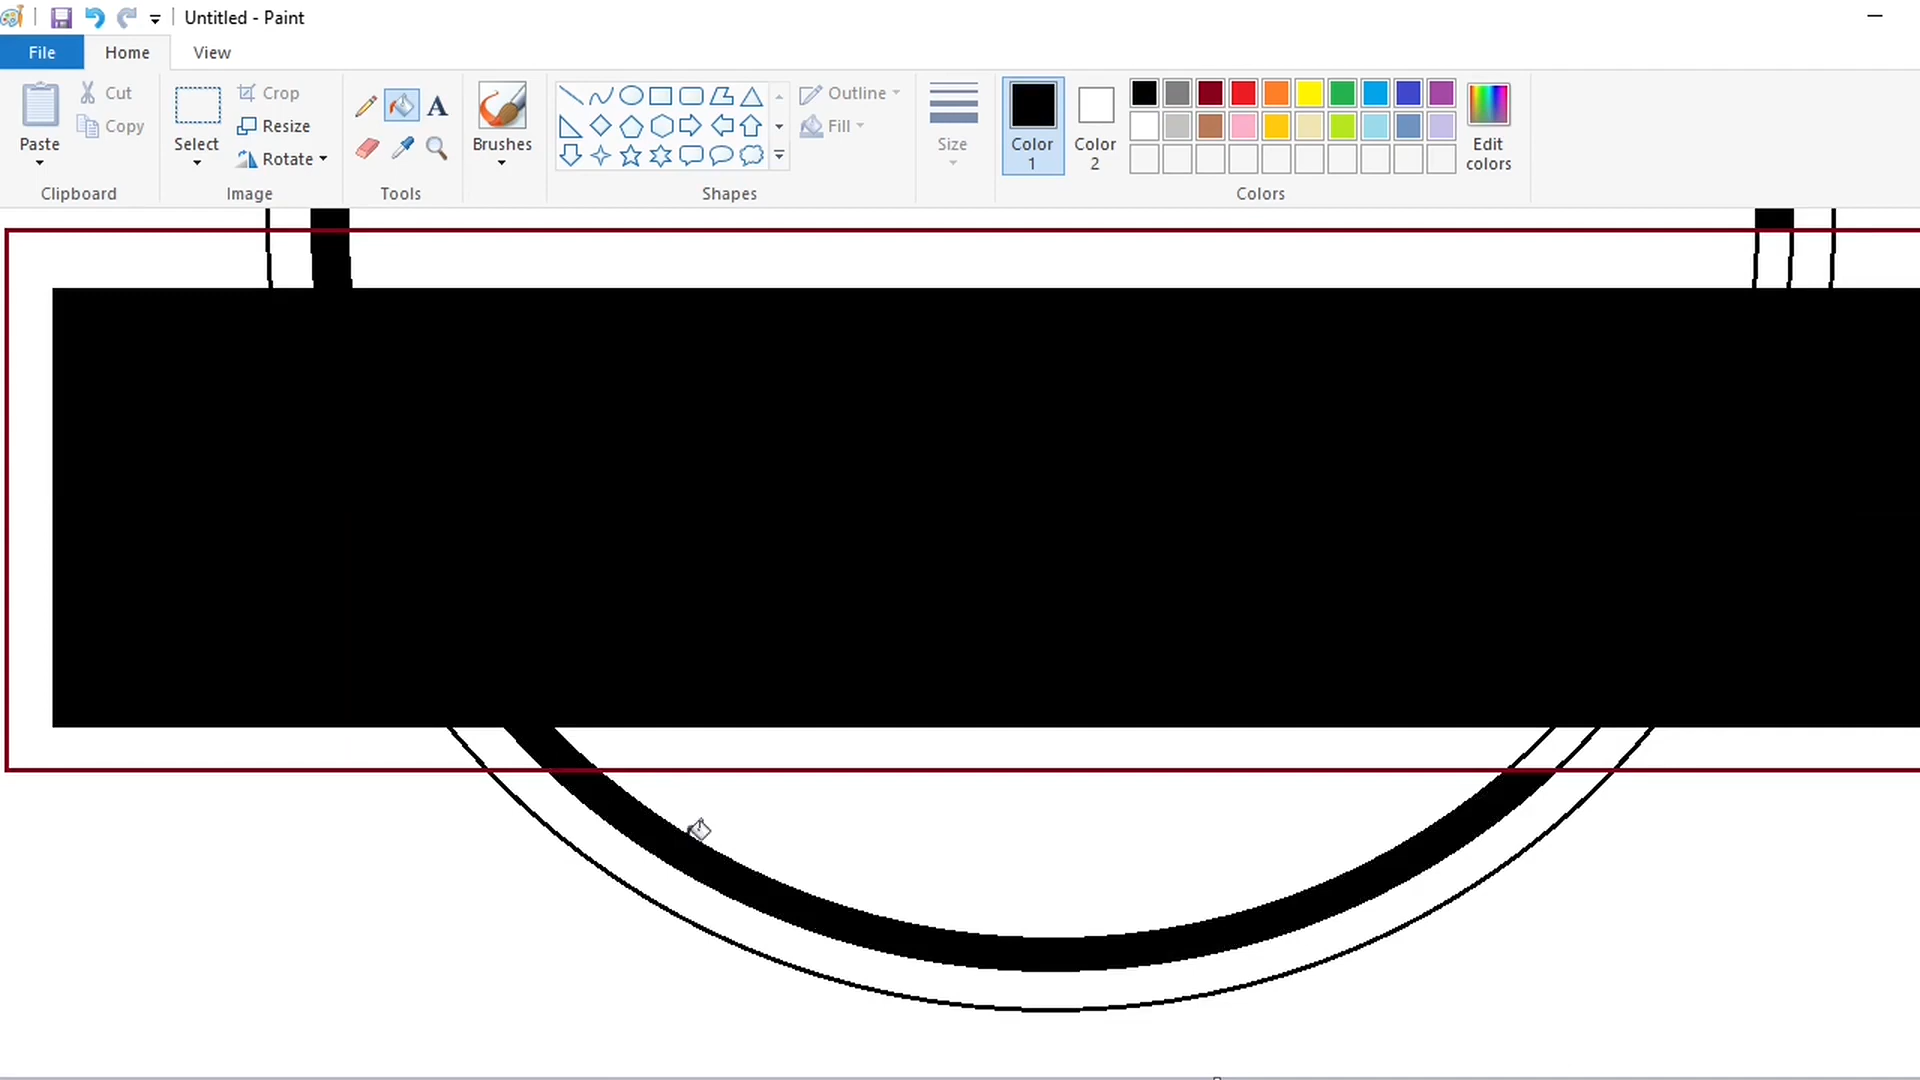 Untitled - Paint
File Home View
Paste Cut Copy Select Crop Resize Rotate A Brushes Outline Fill Size Color 1 Color 2 Edit colors
Clipboard Image Tools Shapes Colors